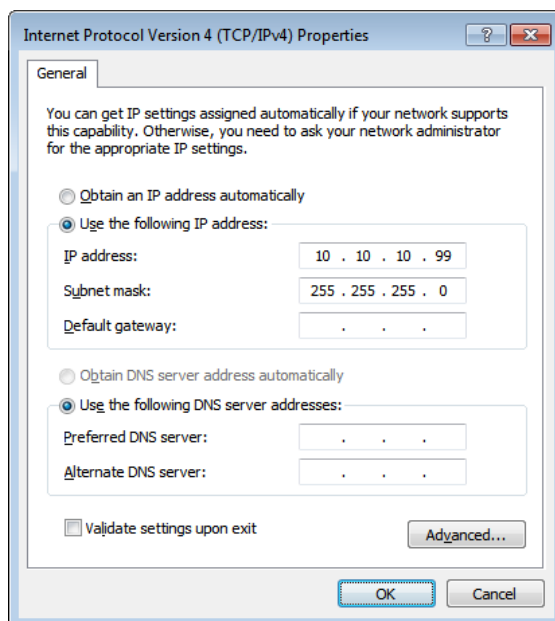 Internet Protocol Version 4 (TCP/IPv4) Properties
General
You can get IP settings assigned automatically if your network supports
this capability. Otherwise, you need to ask your network administrator
for the appropriate IP settings.
Obtain an IP address automatically
Use the following IP address:
IP address: 10 . 10 . 10 . 99
Subnet mask: 255 . 255 . 255 . 0
Default gateway: . . .
Obtain DNS server address automatically
Use the following DNS server addresses:
Preferred DNS server: . . .
Alternate DNS server: . . .
Validate settings upon exit
Advanced...
OK Cancel